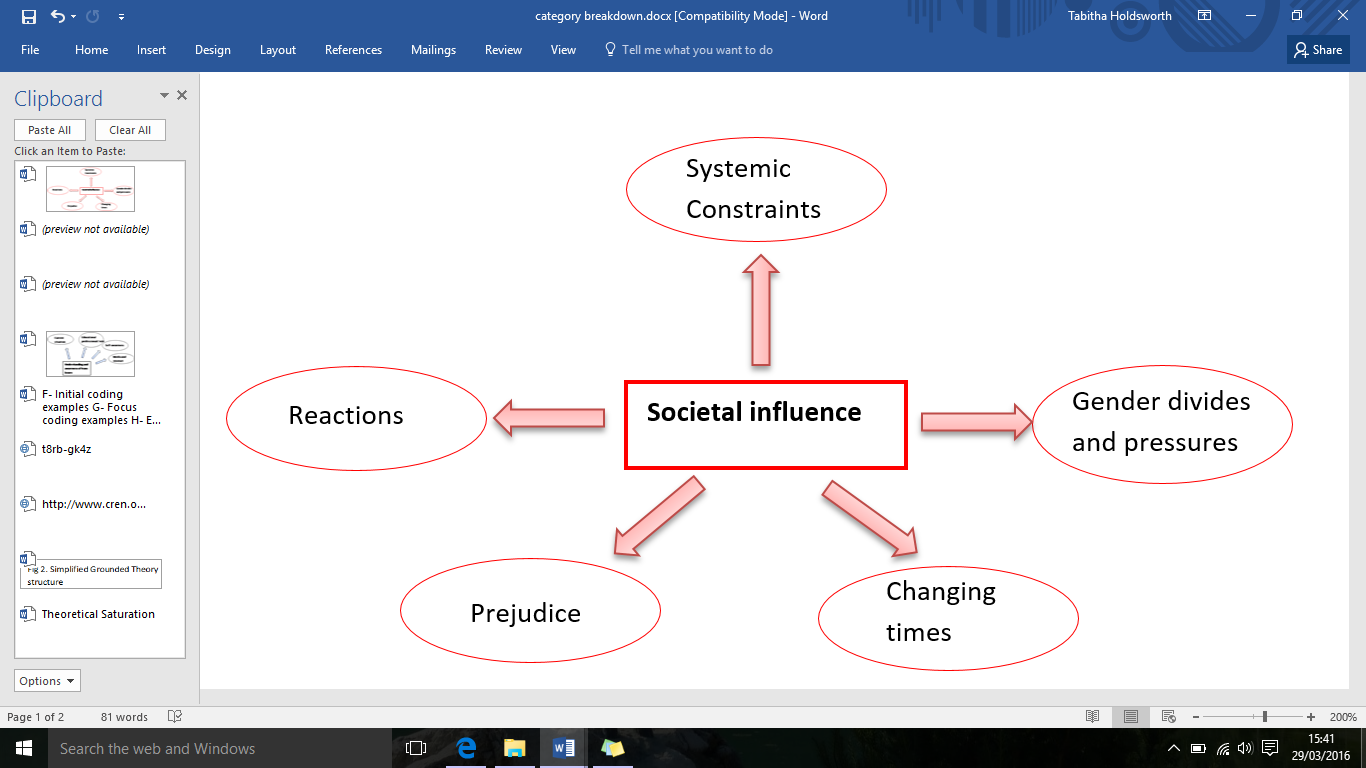 category breakdown.docx [Compatibility Mode] - Word
Tabitha Holdsworth
File Home Insert Design Layout References Mailings Review View Tell me what you want to do
Share
Clipboard
Paste All Clear All
Click an Item to Paste:
(preview not available)
(preview not available)
F- Initial coding
examples G- Focus
coding examples H- E...
t8rb-gk4z
http://www.cren.o...
Fig 2. Simplified Grounded Theory
structure
Theoretical Saturation
Options
Systemic
Constraints
Reactions
Societal influence
Gender divides
and pressures
Prejudice
Changing
times
Page 1 of 2 81 words
200%
Search the web and Windows
15:41
29/03/2016